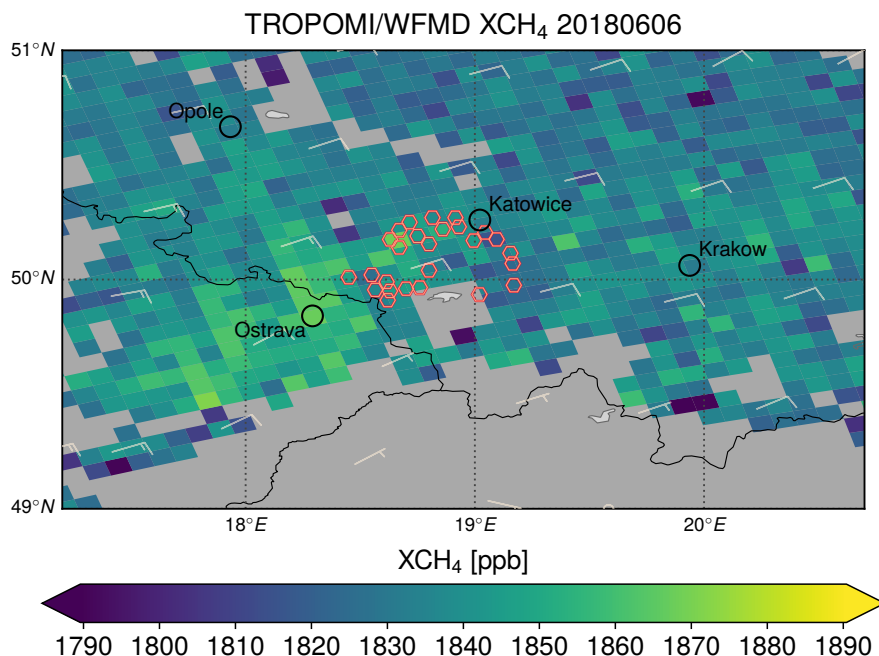 TROPOMI/WFMD XCH₄ 20180606
51°N
Opole
Katowice
Krakow
50°N
Ostrava
49°N
18°E 19°E 20°E
XCH₄ [ppb]
1790 1800 1810 1820 1830 1840 1850 1860 1870 1880 1890